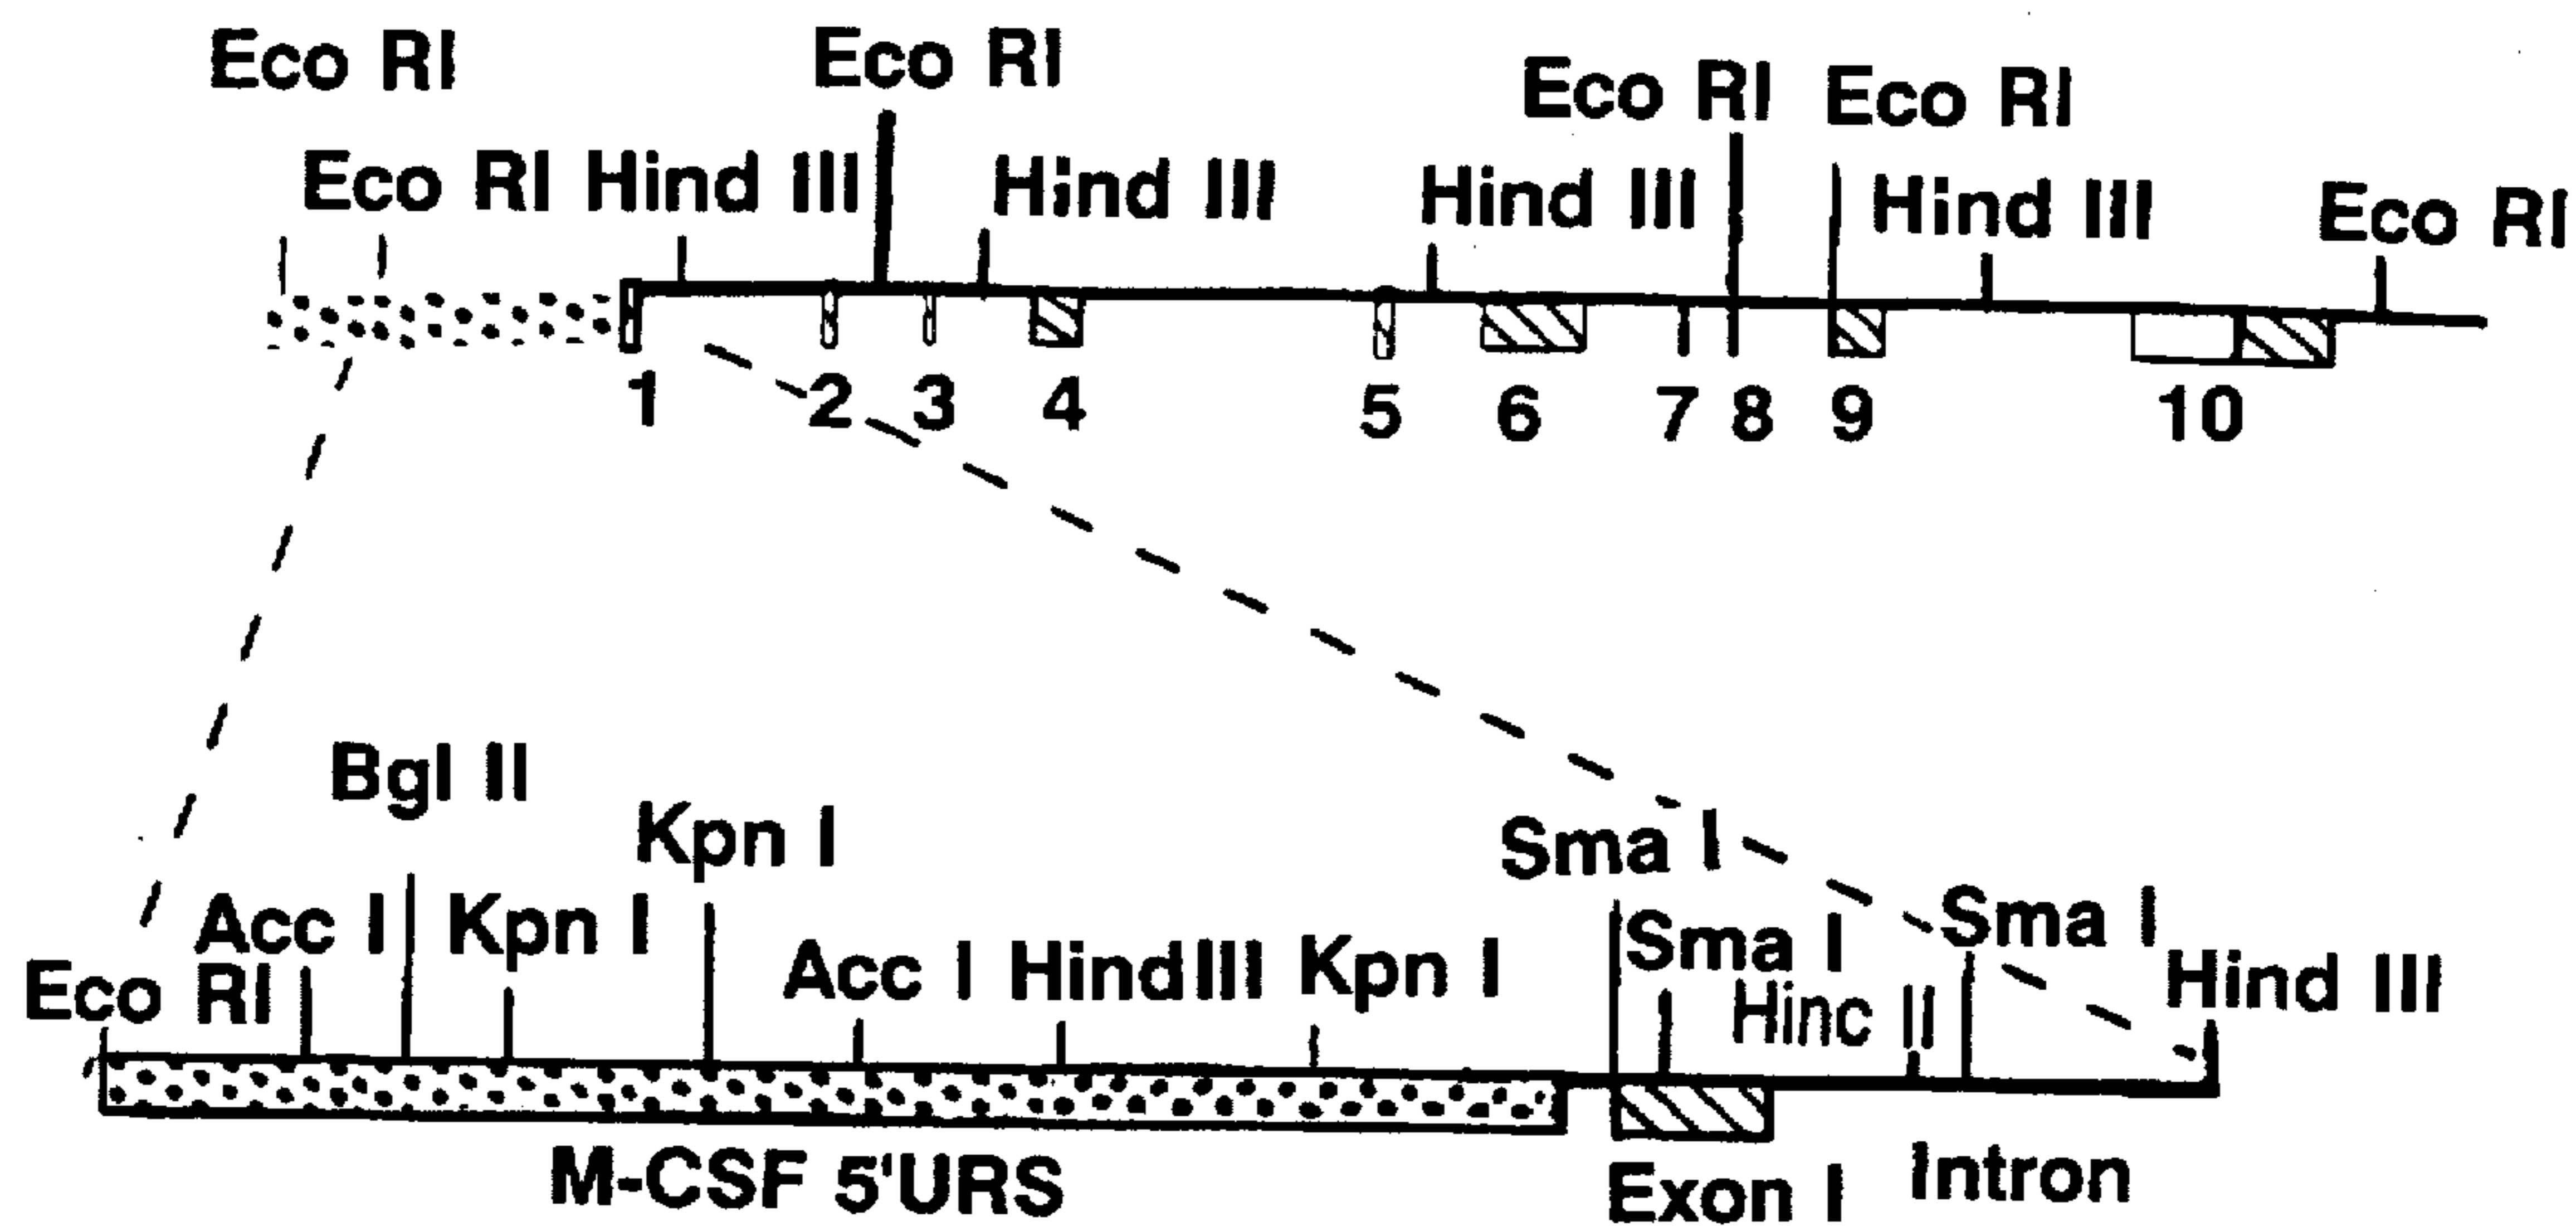 Eco RI Eco RI Eco RI Eco RI
Eco RI Hind III Hind III Hind III Hind III Eco RI
1 2 3 4 5 6 7 8 9 10
Bgl II
Kpn I Sma I
Acc I Kpn I Sma I Sma I
Eco RI Acc I HindIII Kpn I Hinc II Hind III
M-CSF 5'URS Exon I Intron